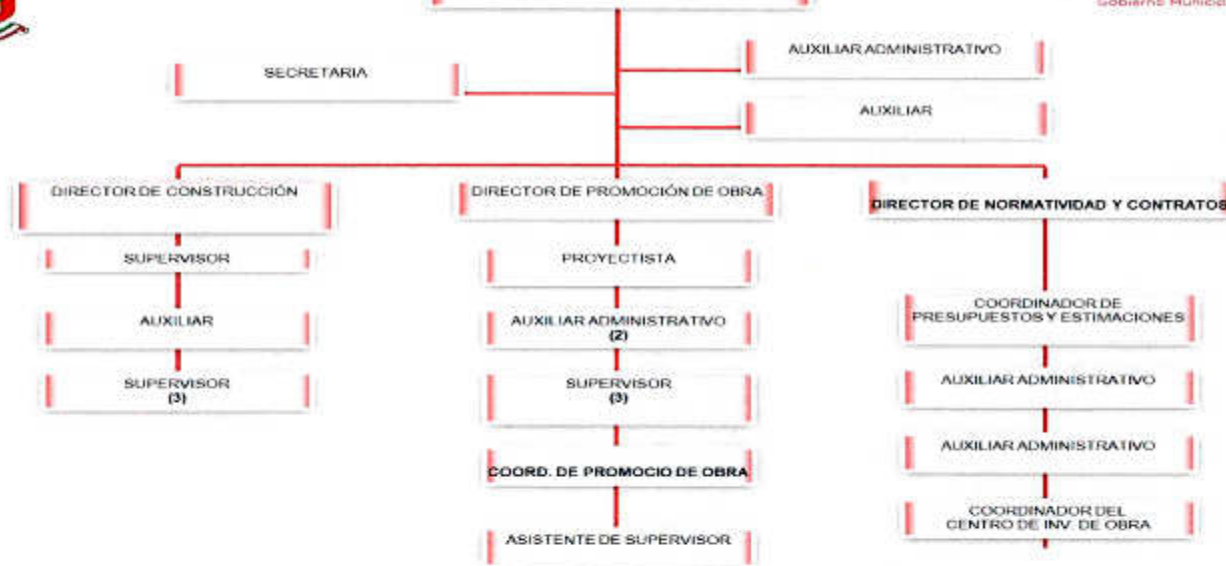 Gobierno Municip
AUXILIAR ADMINISTRATIVO
SECRETARIA
AUXILIAR
DIRECTOR DE CONSTRUCCIÓN
DIRECTOR DE PROMOCIÓN DE OBRA
DIRECTOR DE NORMATIVIDAD Y CONTRATOS
SUPERVISOR
AUXILIAR
SUPERVISOR
(3)
PROYECTISTA
AUXILIAR ADMINISTRATIVO
(2)
SUPERVISOR
(3)
COORD. DE PROMOCIO DE OBRA
ASISTENTE DE SUPERVISOR
COORDINADOR DE
PRESUPUESTOS Y ESTIMACIONES
AUXILIAR ADMINISTRATIVO
AUXILIAR ADMINISTRATIVO
COORDINADOR DEL
CENTRO DE INV. DE OBRA